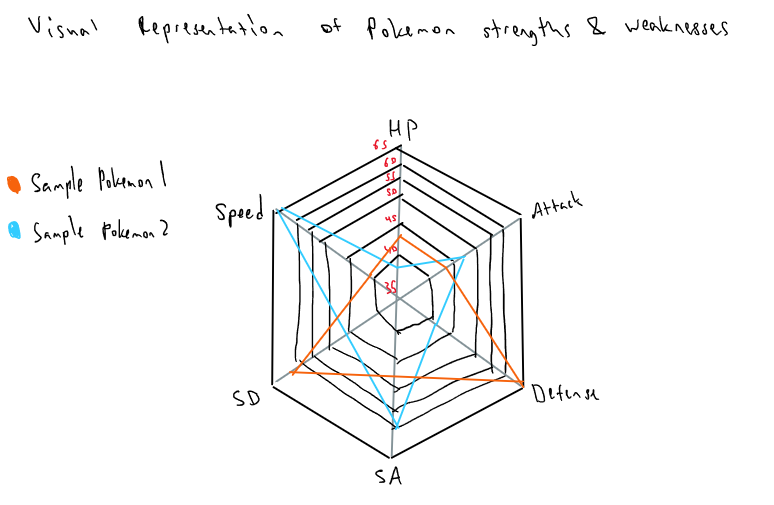 Visual Representation of Pokemon strengths & weaknesses
HP
65
60
55
50
45
40
35
Sample Pokemon 1
Sample Pokemon 2
Speed
Attack
SD
Defense
SA